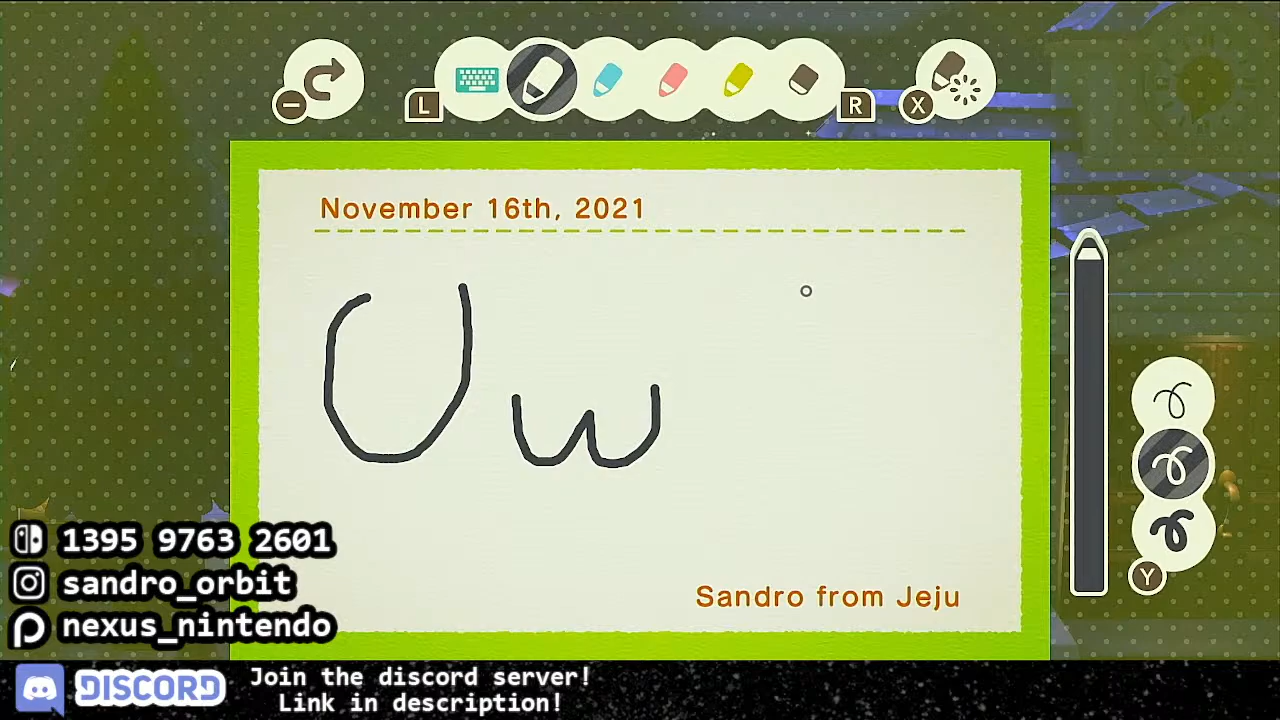 L
R
X
November 16th, 2021
Uw
1395 9763 2601
sandro_orbit
Y
Sandro from Jeju
nexus_nintendo
DISCORD
Join the discord server!
Link in description!